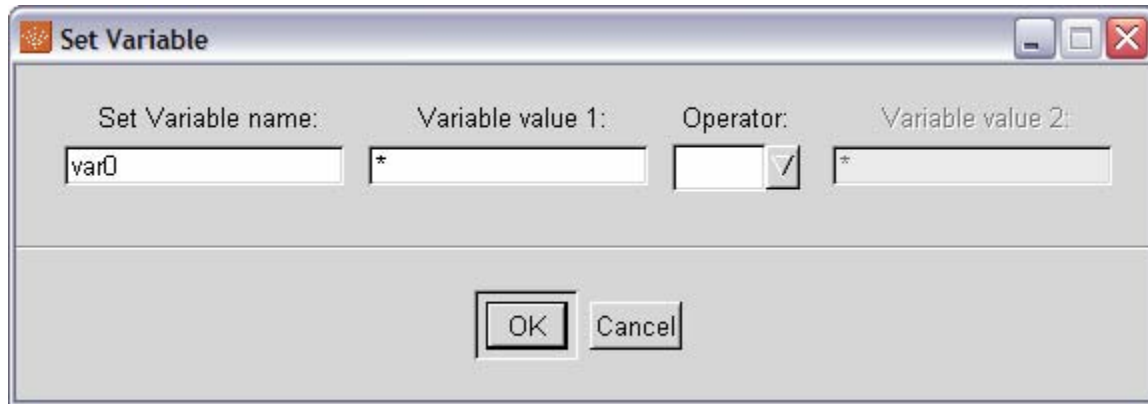 Set Variable
Set Variable name: Variable value 1: Operator: Variable value 2:
var0 * *
OK Cancel